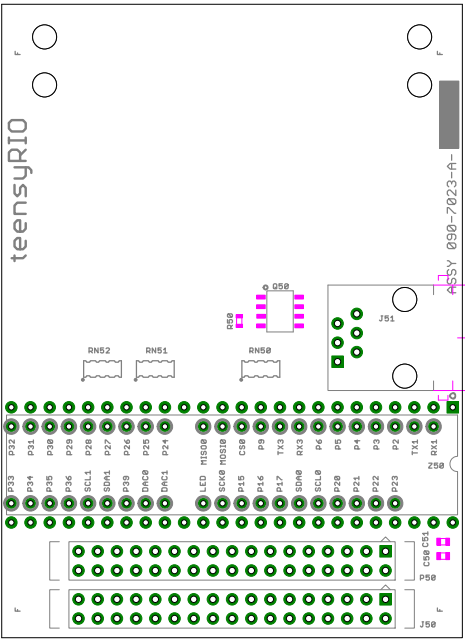 F
F
teensyRIO
ASSY 090-7023-A-
Q50
R50
J51
RN52
RN51
RN50
P32
P31
P30
P29
P28
P27
P26
P25
P24
MISO0
MOSI0
CS0
P9
TX3
RX3
P6
P5
P4
P3
P2
TX1
RX1
Z50
P33
P34
P35
P36
SCL1
SDA1
P39
DAC0
DAC1
LED
SCK0
P15
P16
P17
SDA0
SCL0
P20
P21
P22
P23
C51
C50
P50
F
F
J50